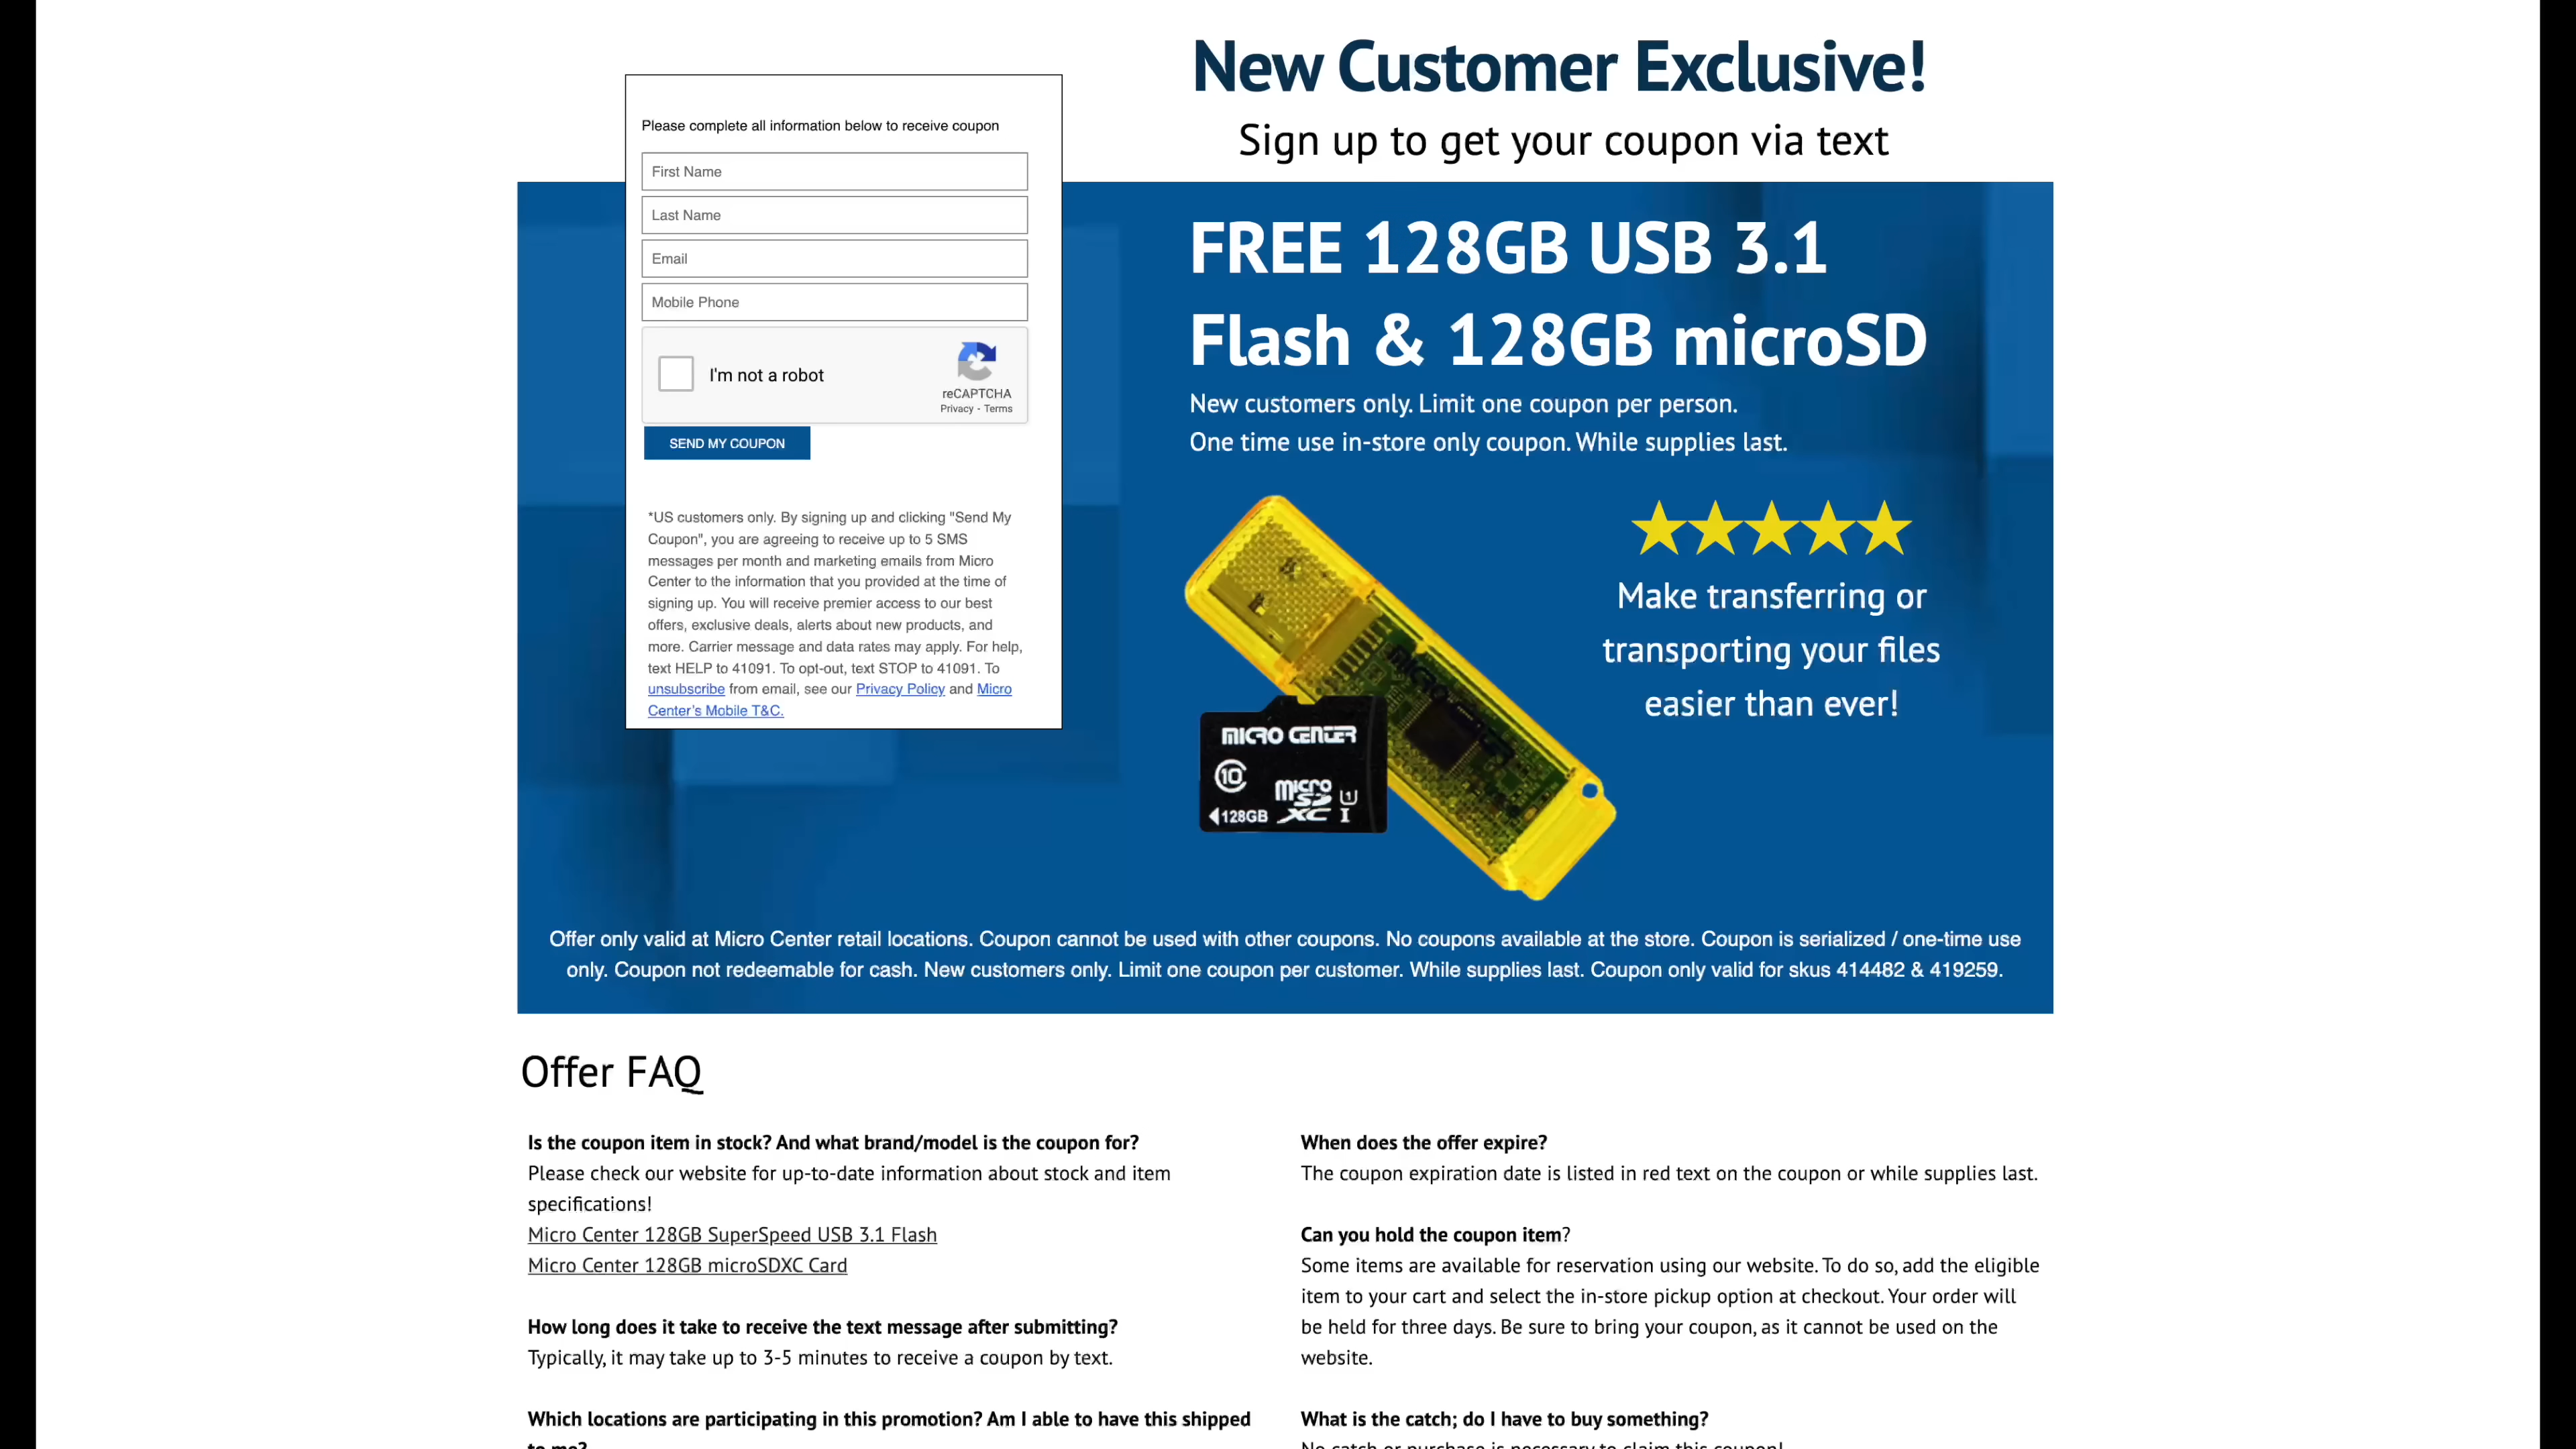 New Customer Exclusive!
Sign up to get your coupon via text
Please complete all information below to receive coupon
First Name
Last Name
Email
Mobile Phone
I'm not a robot
reCAPTCHA
Privacy - Terms
SEND MY COUPON
*US customers only. By signing up and clicking "Send My
Coupon", you are agreeing to receive up to 5 SMS
messages per month and marketing emails from Micro
Center to the information that you provided at the time of
signing up. You will receive premier access to our best
offers, exclusive deals, alerts about new products, and
more. Carrier message and data rates may apply. For help,
text HELP to 41091. To opt-out, text STOP to 41091. To
unsubscribe from email, see our Privacy Policy and Micro
Center's Mobile T&C.
FREE 128GB USB 3.1
Flash & 128GB microSD
New customers only. Limit one coupon per person.
One time use in-store only coupon. While supplies last.
Make transferring or
transporting your files
easier than ever!
MICRO CENTER
MICRO CENTER
10
micro
SD
XC I
U1
128GB
Offer only valid at Micro Center retail locations. Coupon cannot be used with other coupons. No coupons available at the store. Coupon is serialized / one-time use
only. Coupon not redeemable for cash. New customers only. Limit one coupon per customer. While supplies last. Coupon only valid for skus 414482 & 419259.
Offer FAQ
Is the coupon item in stock? And what brand/model is the coupon for?
Please check our website for up-to-date information about stock and item
specifications!
Micro Center 128GB SuperSpeed USB 3.1 Flash
Micro Center 128GB microSDXC Card
How long does it take to receive the text message after submitting?
Typically, it may take up to 3-5 minutes to receive a coupon by text.
Which locations are participating in this promotion? Am I able to have this shipped
to me?
When does the offer expire?
The coupon expiration date is listed in red text on the coupon or while supplies last.
Can you hold the coupon item?
Some items are available for reservation using our website. To do so, add the eligible
item to your cart and select the in-store pickup option at checkout. Your order will
be held for three days. Be sure to bring your coupon, as it cannot be used on the
website.
What is the catch; do I have to buy something?
No catch or purchase is necessary to claim this coupon!